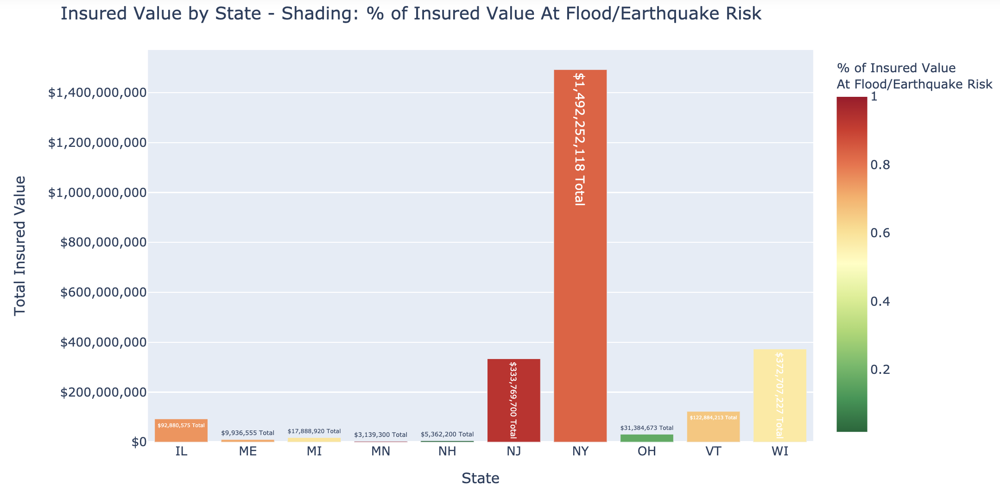 Insured Value by State - Shading: % of Insured Value At Flood/Earthquake Risk
% of Insured Value
At Flood/Earthquake Risk
1
0.8
0.6
0.4
0.2
Total Insured Value
$1,400,000,000
$1,200,000,000
$1,000,000,000
$800,000,000
$600,000,000
$400,000,000
$200,000,000
$0
$92,880,575 Total
$9,936,555 Total
$17,888,920 Total
$3,139,300 Total
$5,362,200 Total
$333,769,700 Total
$1,492,252,118 Total
$31,384,673 Total
$122,884,213 Total
$372,707,227 Total
IL ME MI MN NH NJ NY OH VT WI
State